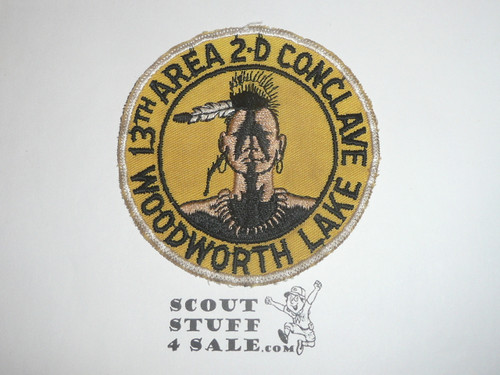 13TH AREA 2-D CONCLAVE
WOODWORTH LAKE
SCOUT
STUFF
4 SALE.com